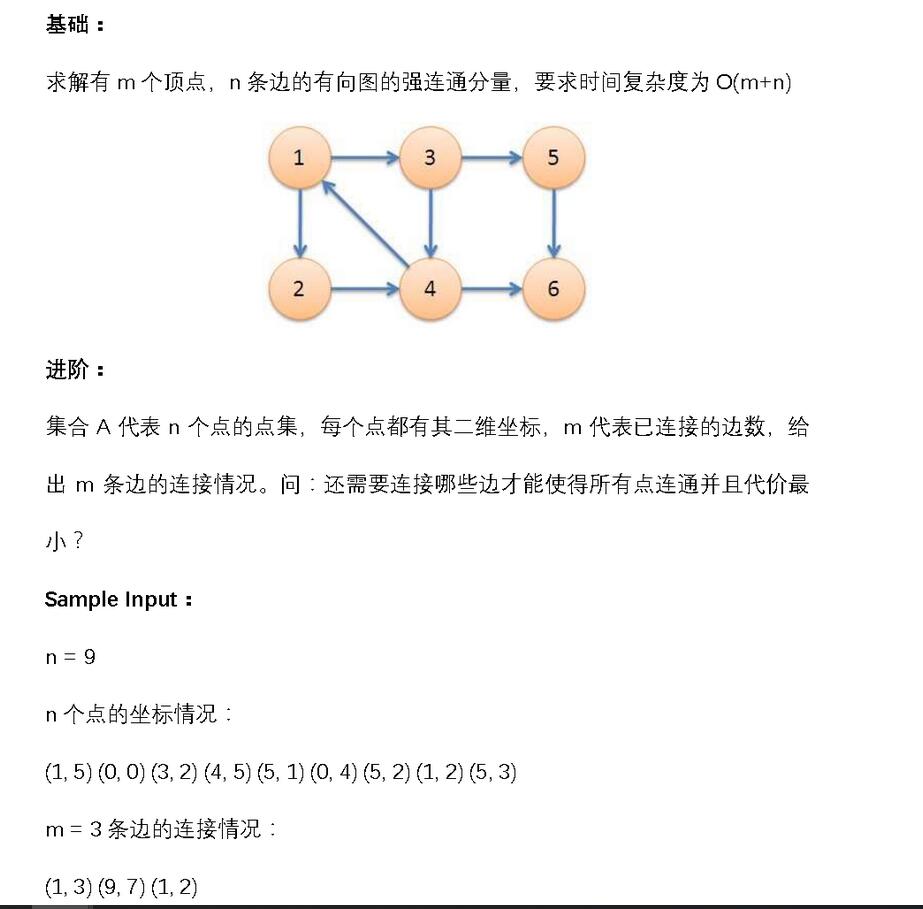 基础：
求解有 m 个顶点，n 条边的有向图的强连通分量，要求时间复杂度为 O(m+n)
1 3 5
2 4 6
进阶：
集合 A 代表 n 个点的点集，每个点都有其二维坐标，m 代表已连接的边数，给
出 m 条边的连接情况。问：还需要连接哪些边才能使得所有点连通并且代价最
小？
Sample Input：
n = 9
n 个点的坐标情况：
(1, 5) (0, 0) (3, 2) (4, 5) (5, 1) (0, 4) (5, 2) (1, 2) (5, 3)
m = 3 条边的连接情况：
(1, 3) (9, 7) (1, 2)